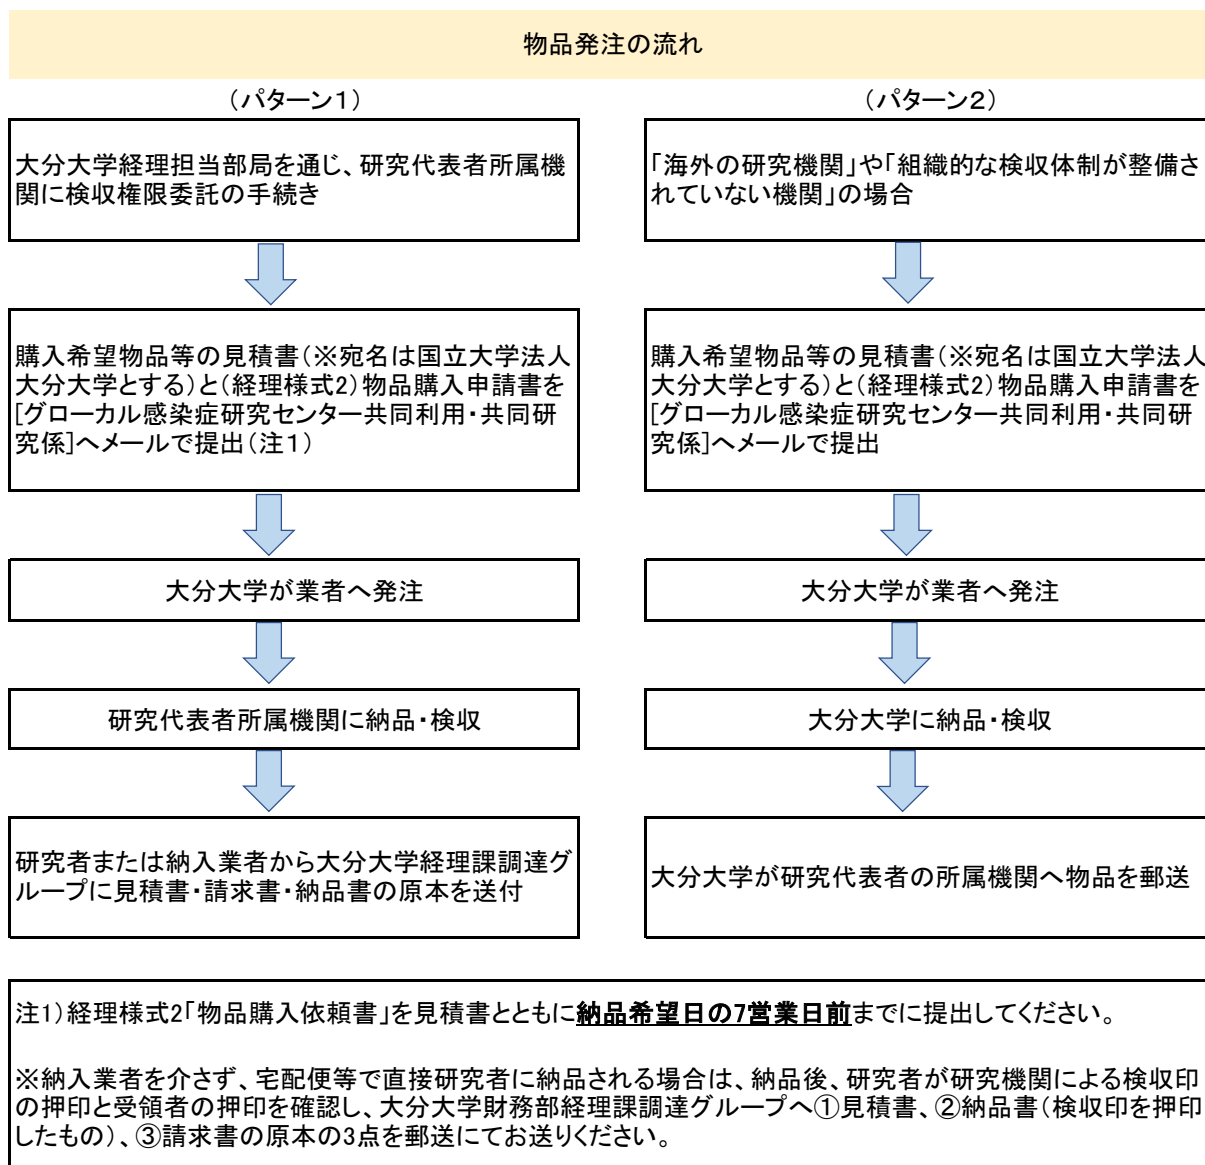 物品発注の流れ
（パターン１）
大分大学経理担当部局を通じ、研究代表者所属機
関に検収権限委託の手続き
購入希望物品等の見積書（※宛名は国立大学法人
大分大学とする）と（経理様式2）物品購入申請書を
[グローカル感染症研究センター共同利用・共同研
究係]へメールで提出（注１）
大分大学が業者へ発注
研究代表者所属機関に納品・検収
研究者または納入業者から大分大学経理課調達グ
ループに見積書・請求書・納品書の原本を送付
（パターン２）
「海外の研究機関」や「組織的な検収体制が整備さ
れていない機関」の場合
購入希望物品等の見積書（※宛名は国立大学法人
大分大学とする）と（経理様式2）物品購入申請書を
[グローカル感染症研究センター共同利用・共同研
究係]へメールで提出
大分大学が業者へ発注
大分大学に納品・検収
大分大学が研究代表者の所属機関へ物品を郵送
注1）経理様式2「物品購入依頼書」を見積書とともに納品希望日の7営業日前までに提出してください。
※納入業者を介さず、宅配便等で直接研究者に納品される場合は、納品後、研究者が研究機関による検収印
の押印と受領者の押印を確認し、大分大学財務部経理課調達グループへ①見積書、②納品書（検収印を押印
したもの）、③請求書の原本の3点を郵送にてお送りください。